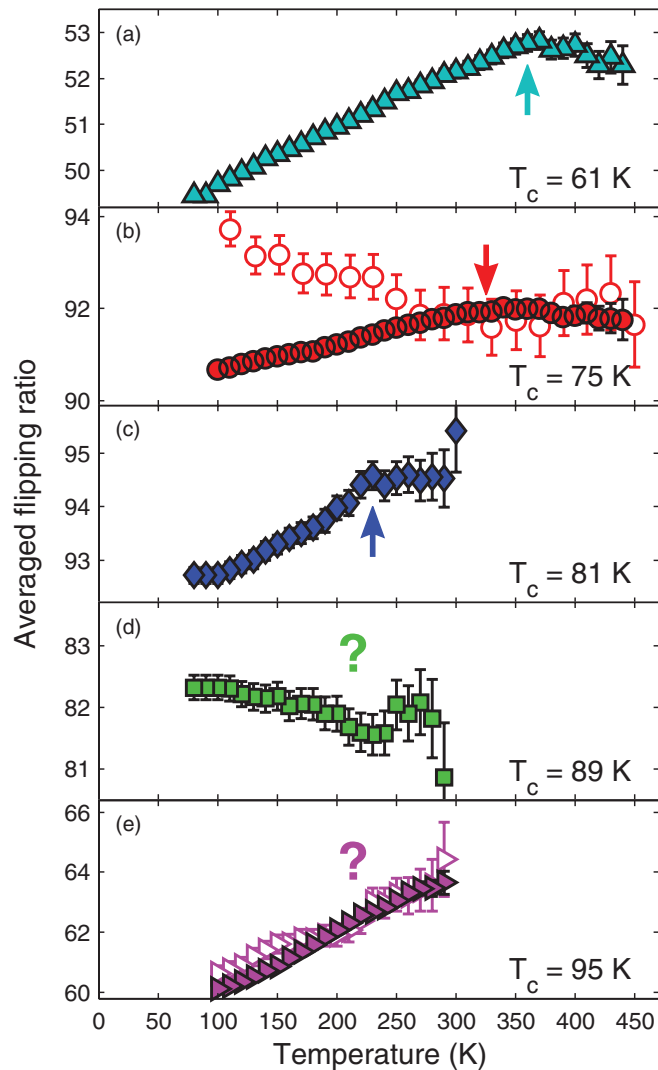 (a)
53
52
51
50
T_c = 61 K
(b)
94
92
90
T_c = 75 K
(c)
95
94
93
T_c = 81 K
(d)
83
82
81
?
T_c = 89 K
(e)
66
64
62
60
?
T_c = 95 K
0 50 100 150 200 250 300 350 400 450
Temperature (K)
Averaged flipping ratio